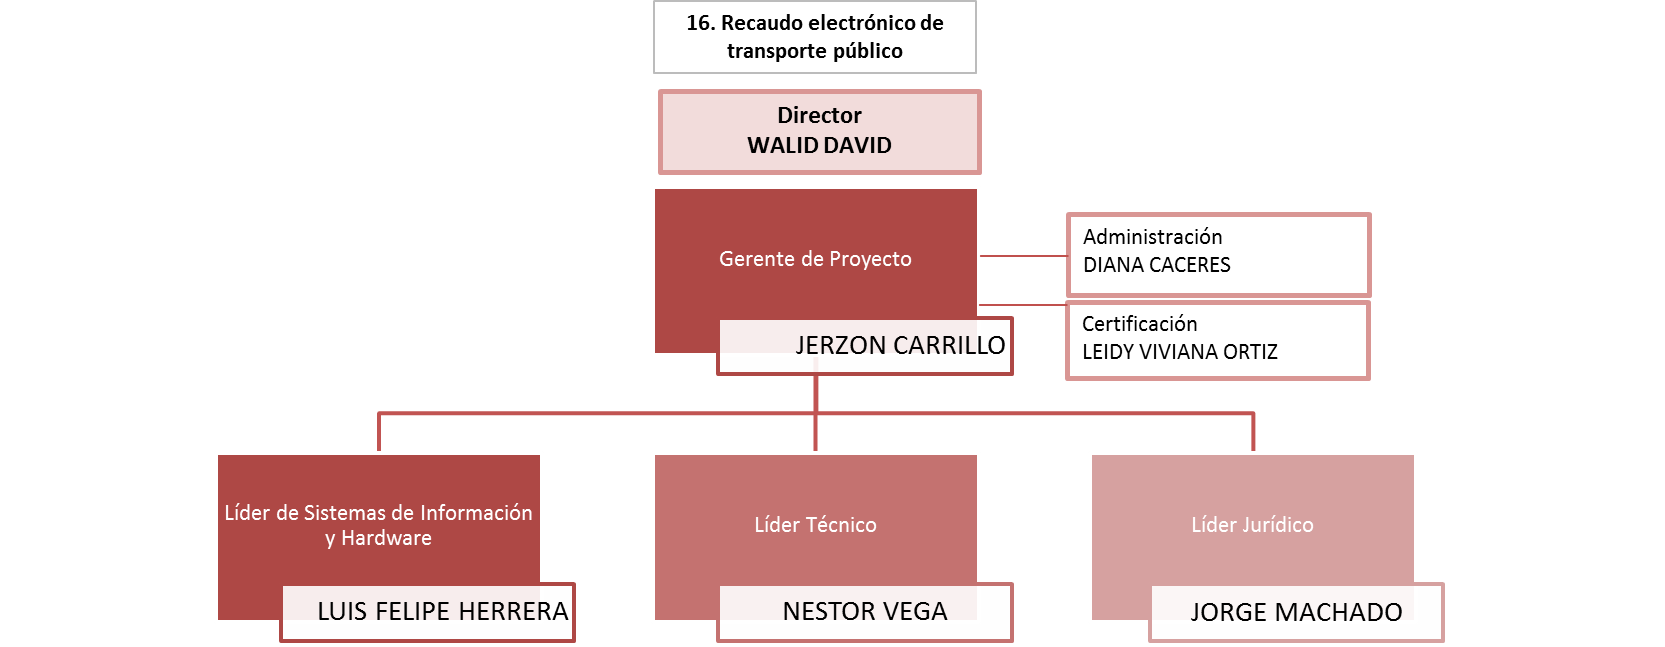 16. Recaudo electrónico de
transporte público
Director
WALID DAVID
Gerente de Proyecto
JERZON CARRILLO
Administración
DIANA CACERES
Certificación
LEIDY VIVIANA ORTIZ
Líder de Sistemas de Información
y Hardware
LUIS FELIPE HERRERA
Líder Técnico
NESTOR VEGA
Líder Jurídico
JORGE MACHADO